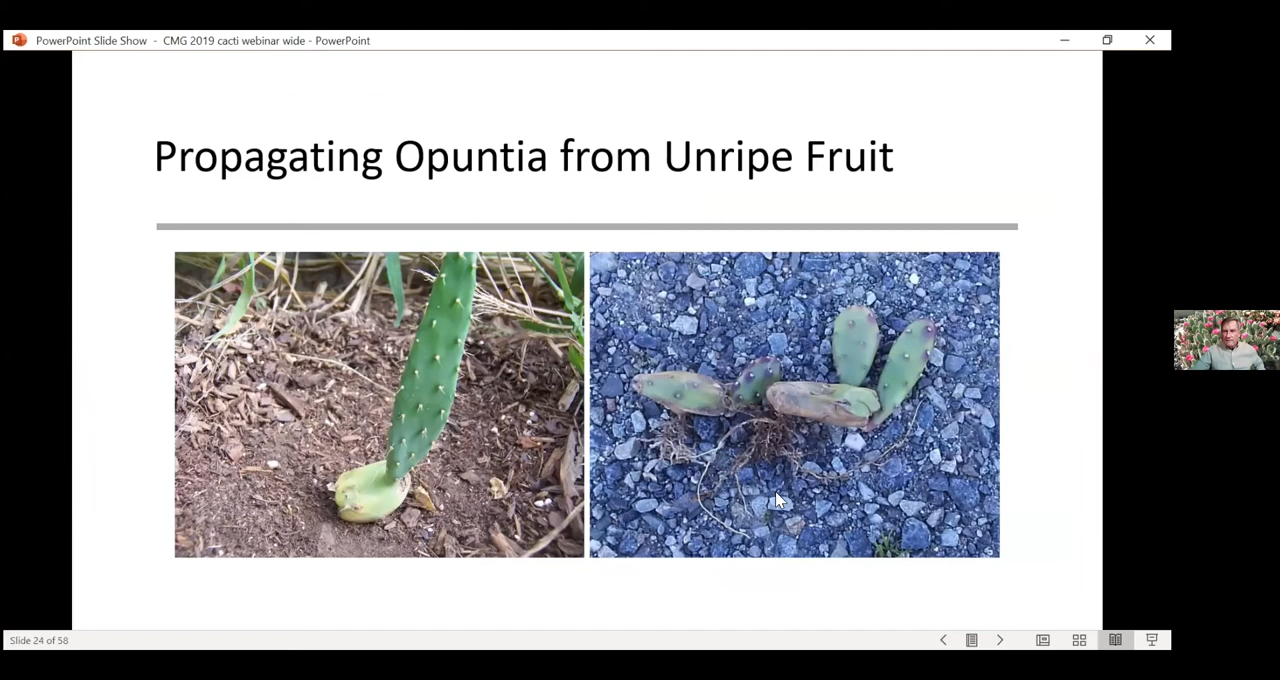 PowerPoint Slide Show - CMG 2019 cacti webinar wide - PowerPoint
Propagating Opuntia from Unripe Fruit
Slide 24 of 58